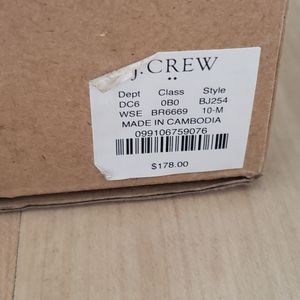 J.CREW
Dept Class Style
DC6 0B0 BJ254
WSE BR6669 10-M
MADE IN CAMBODIA
099106759076
$178.00